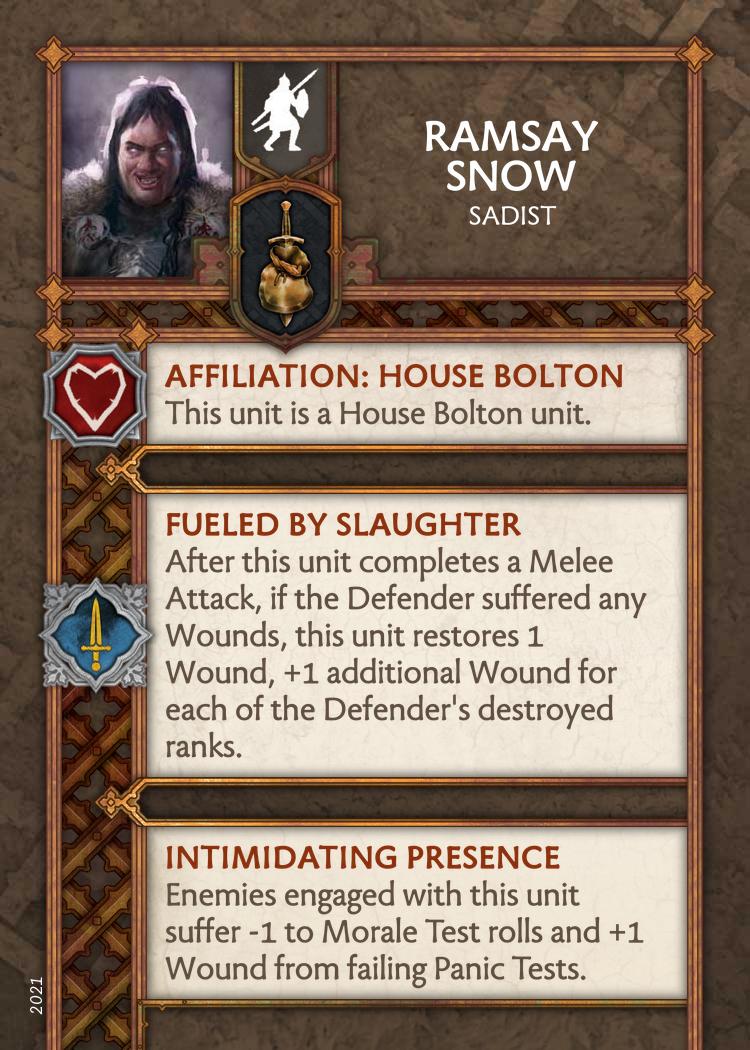 RAMSAY
SNOW
SADIST
AFFILIATION: HOUSE BOLTON
This unit is a House Bolton unit.
FUELED BY SLAUGHTER
After this unit completes a Melee
Attack, if the Defender suffered any
Wounds, this unit restores 1
Wound, +1 additional Wound for
each of the Defender's destroyed
ranks.
INTIMIDATING PRESENCE
Enemies engaged with this unit
suffer -1 to Morale Test rolls and +1
Wound from failing Panic Tests.
2021